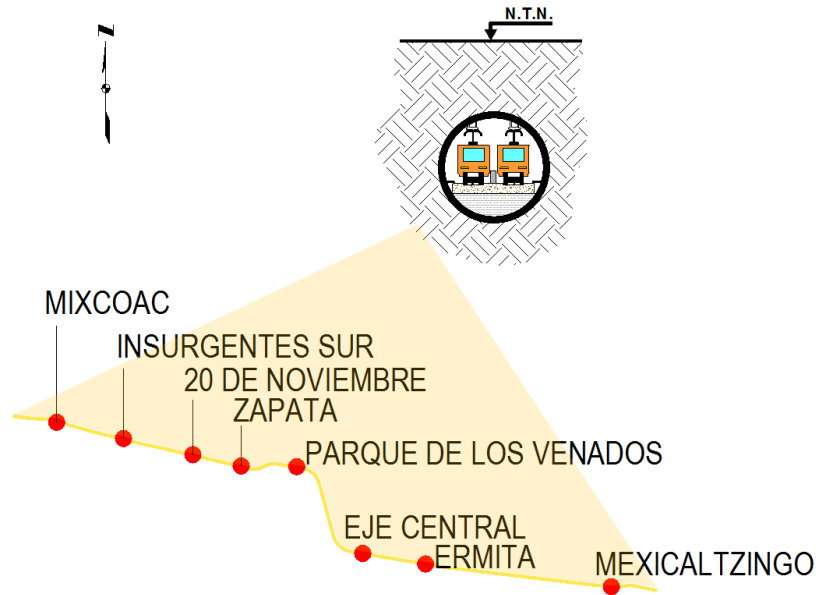 N
N.T.N.
MIXCOAC
INSURGENTES SUR
20 DE NOVIEMBRE
ZAPATA
PARQUE DE LOS VENADOS
EJE CENTRAL
ERMITA
MEXICALTZINGO